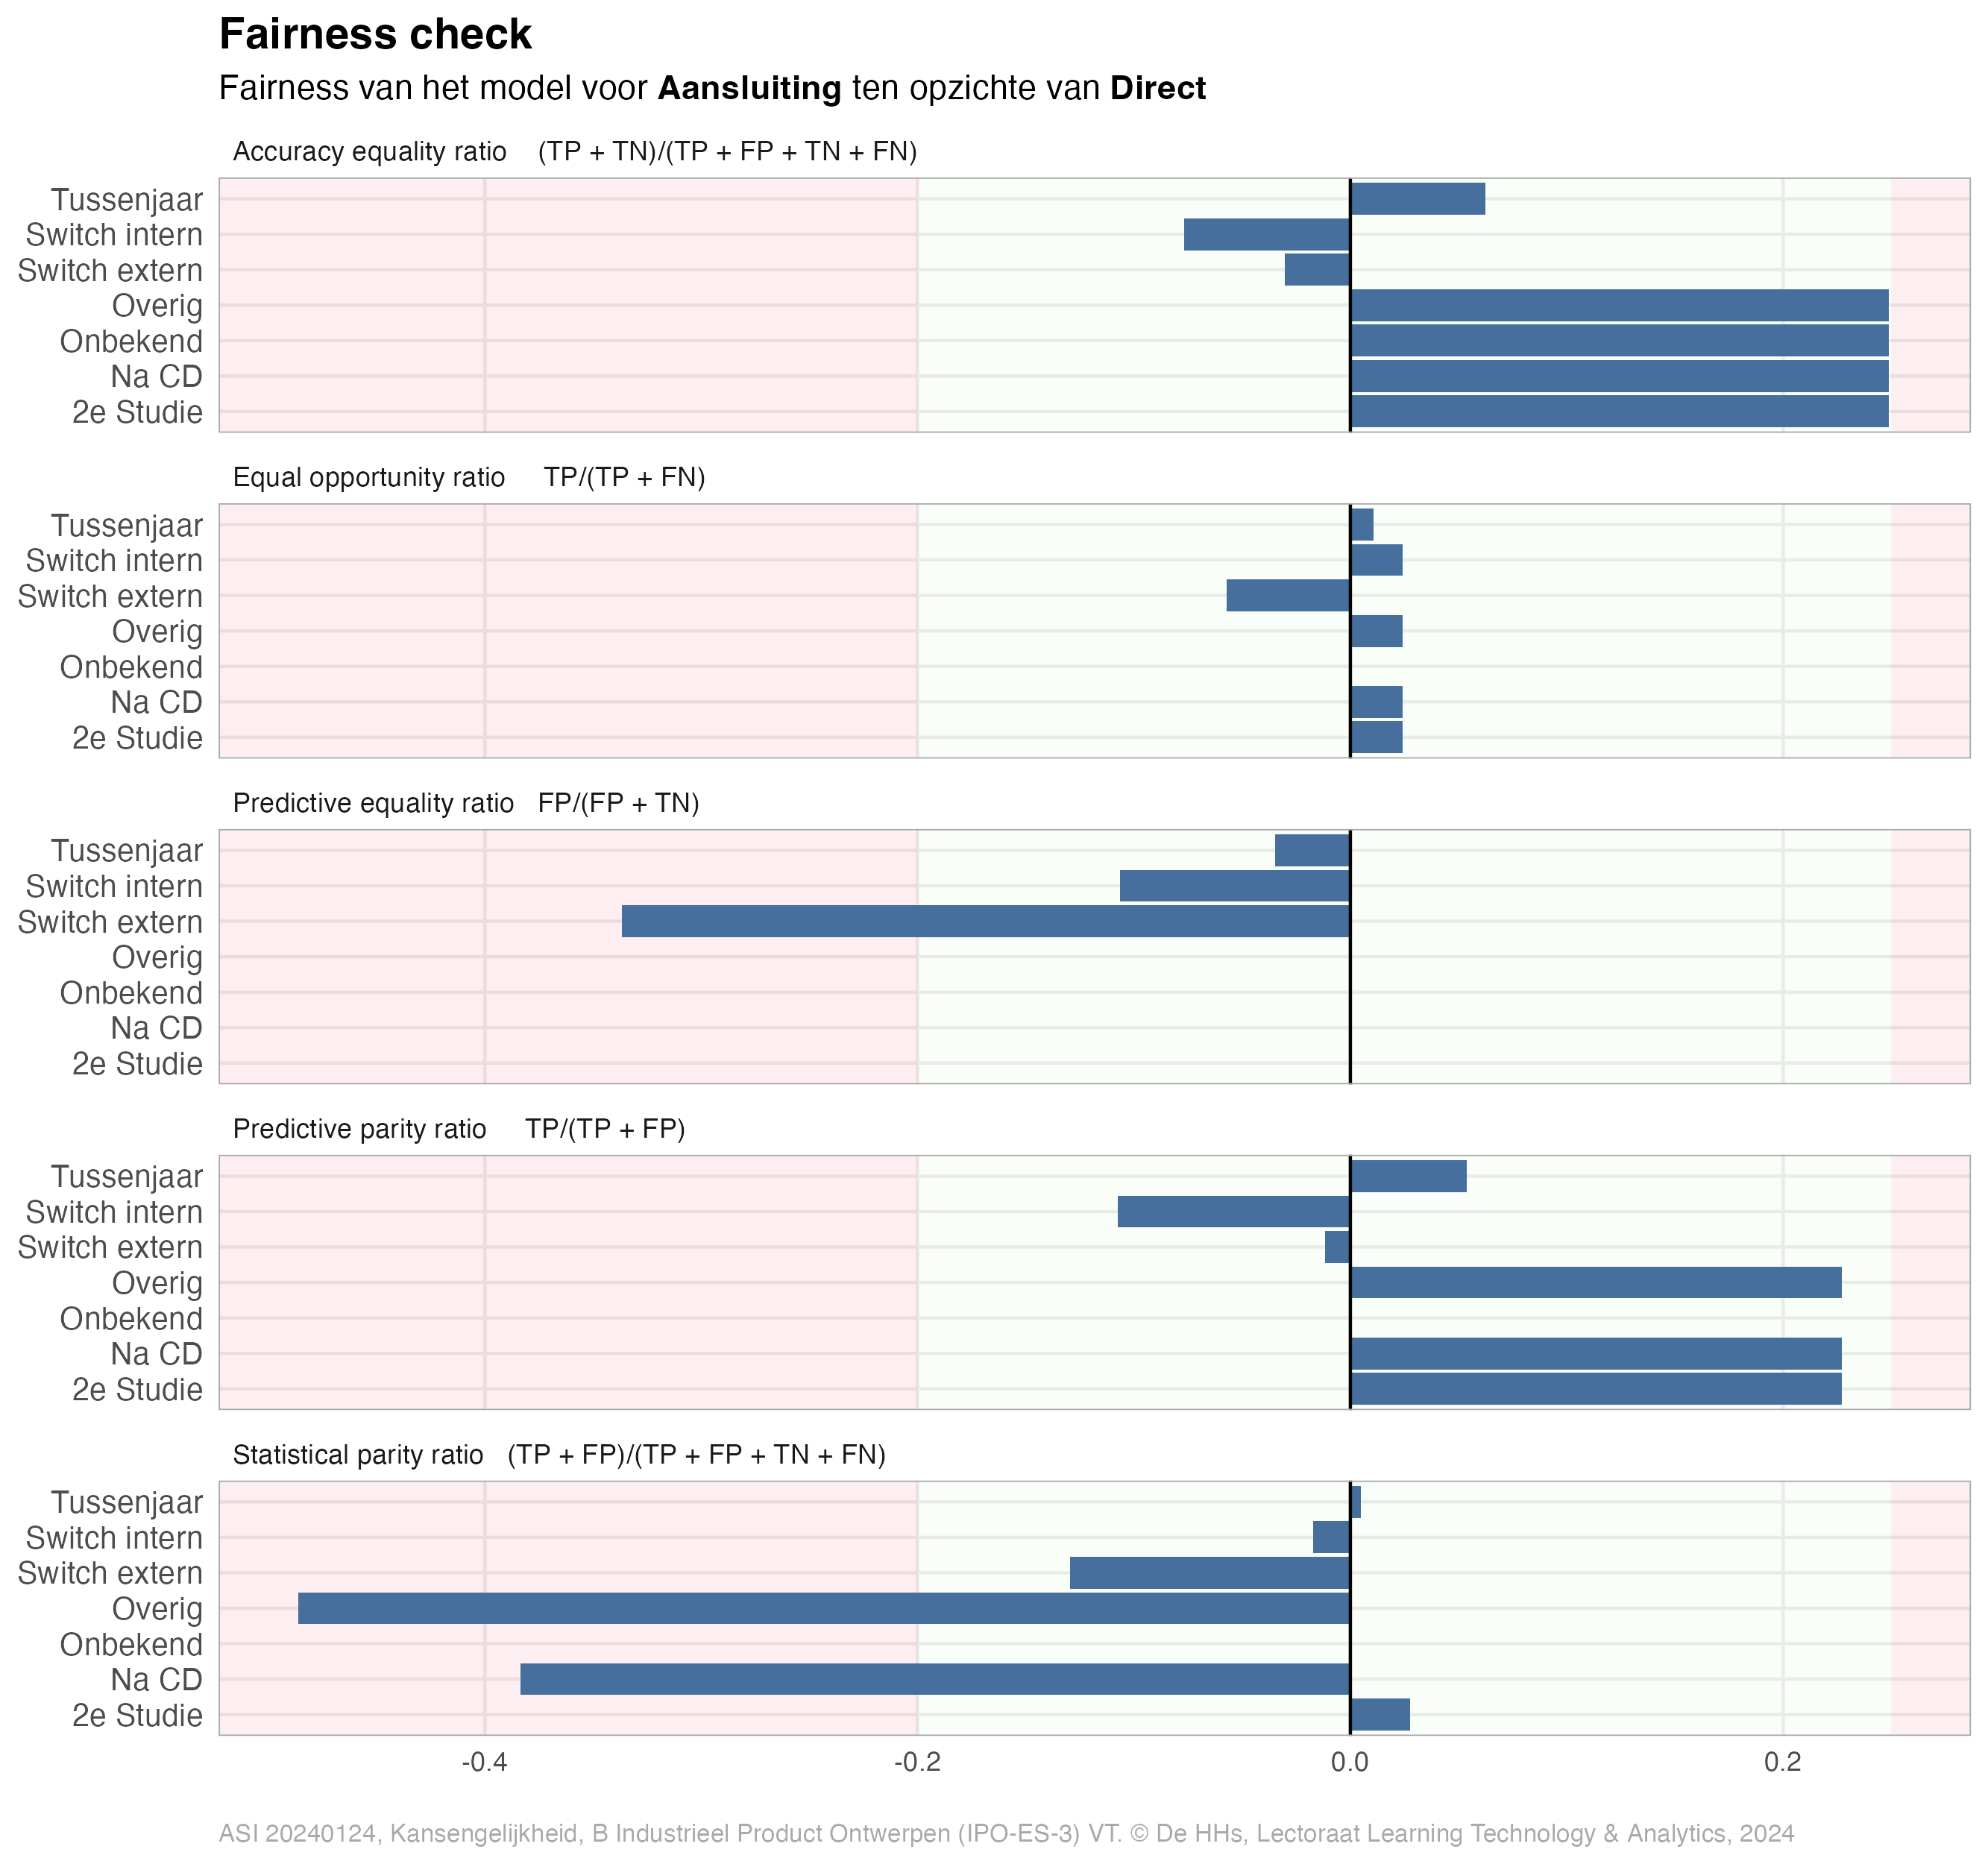 Fairness check
Fairness van het model voor Aansluiting ten opzichte van Direct
Accuracy equality ratio (TP + TN)/(TP + FP + TN + FN)
Tussenjaar
Switch intern
Switch extern
Overig
Onbekend
Na CD
2e Studie
Equal opportunity ratio TP/(TP + FN)
Tussenjaar
Switch intern
Switch extern
Overig
Onbekend
Na CD
2e Studie
Predictive equality ratio FP/(FP + TN)
Tussenjaar
Switch intern
Switch extern
Overig
Onbekend
Na CD
2e Studie
Predictive parity ratio TP/(TP + FP)
Tussenjaar
Switch intern
Switch extern
Overig
Onbekend
Na CD
2e Studie
Statistical parity ratio (TP + FP)/(TP + FP + TN + FN)
Tussenjaar
Switch intern
Switch extern
Overig
Onbekend
Na CD
2e Studie
-0.4 -0.2 0.0 0.2
ASI 20240124, Kansengelijkheid, B Industrieel Product Ontwerpen (IPO-ES-3) VT. © De HHs, Lectoraat Learning Technology & Analytics, 2024